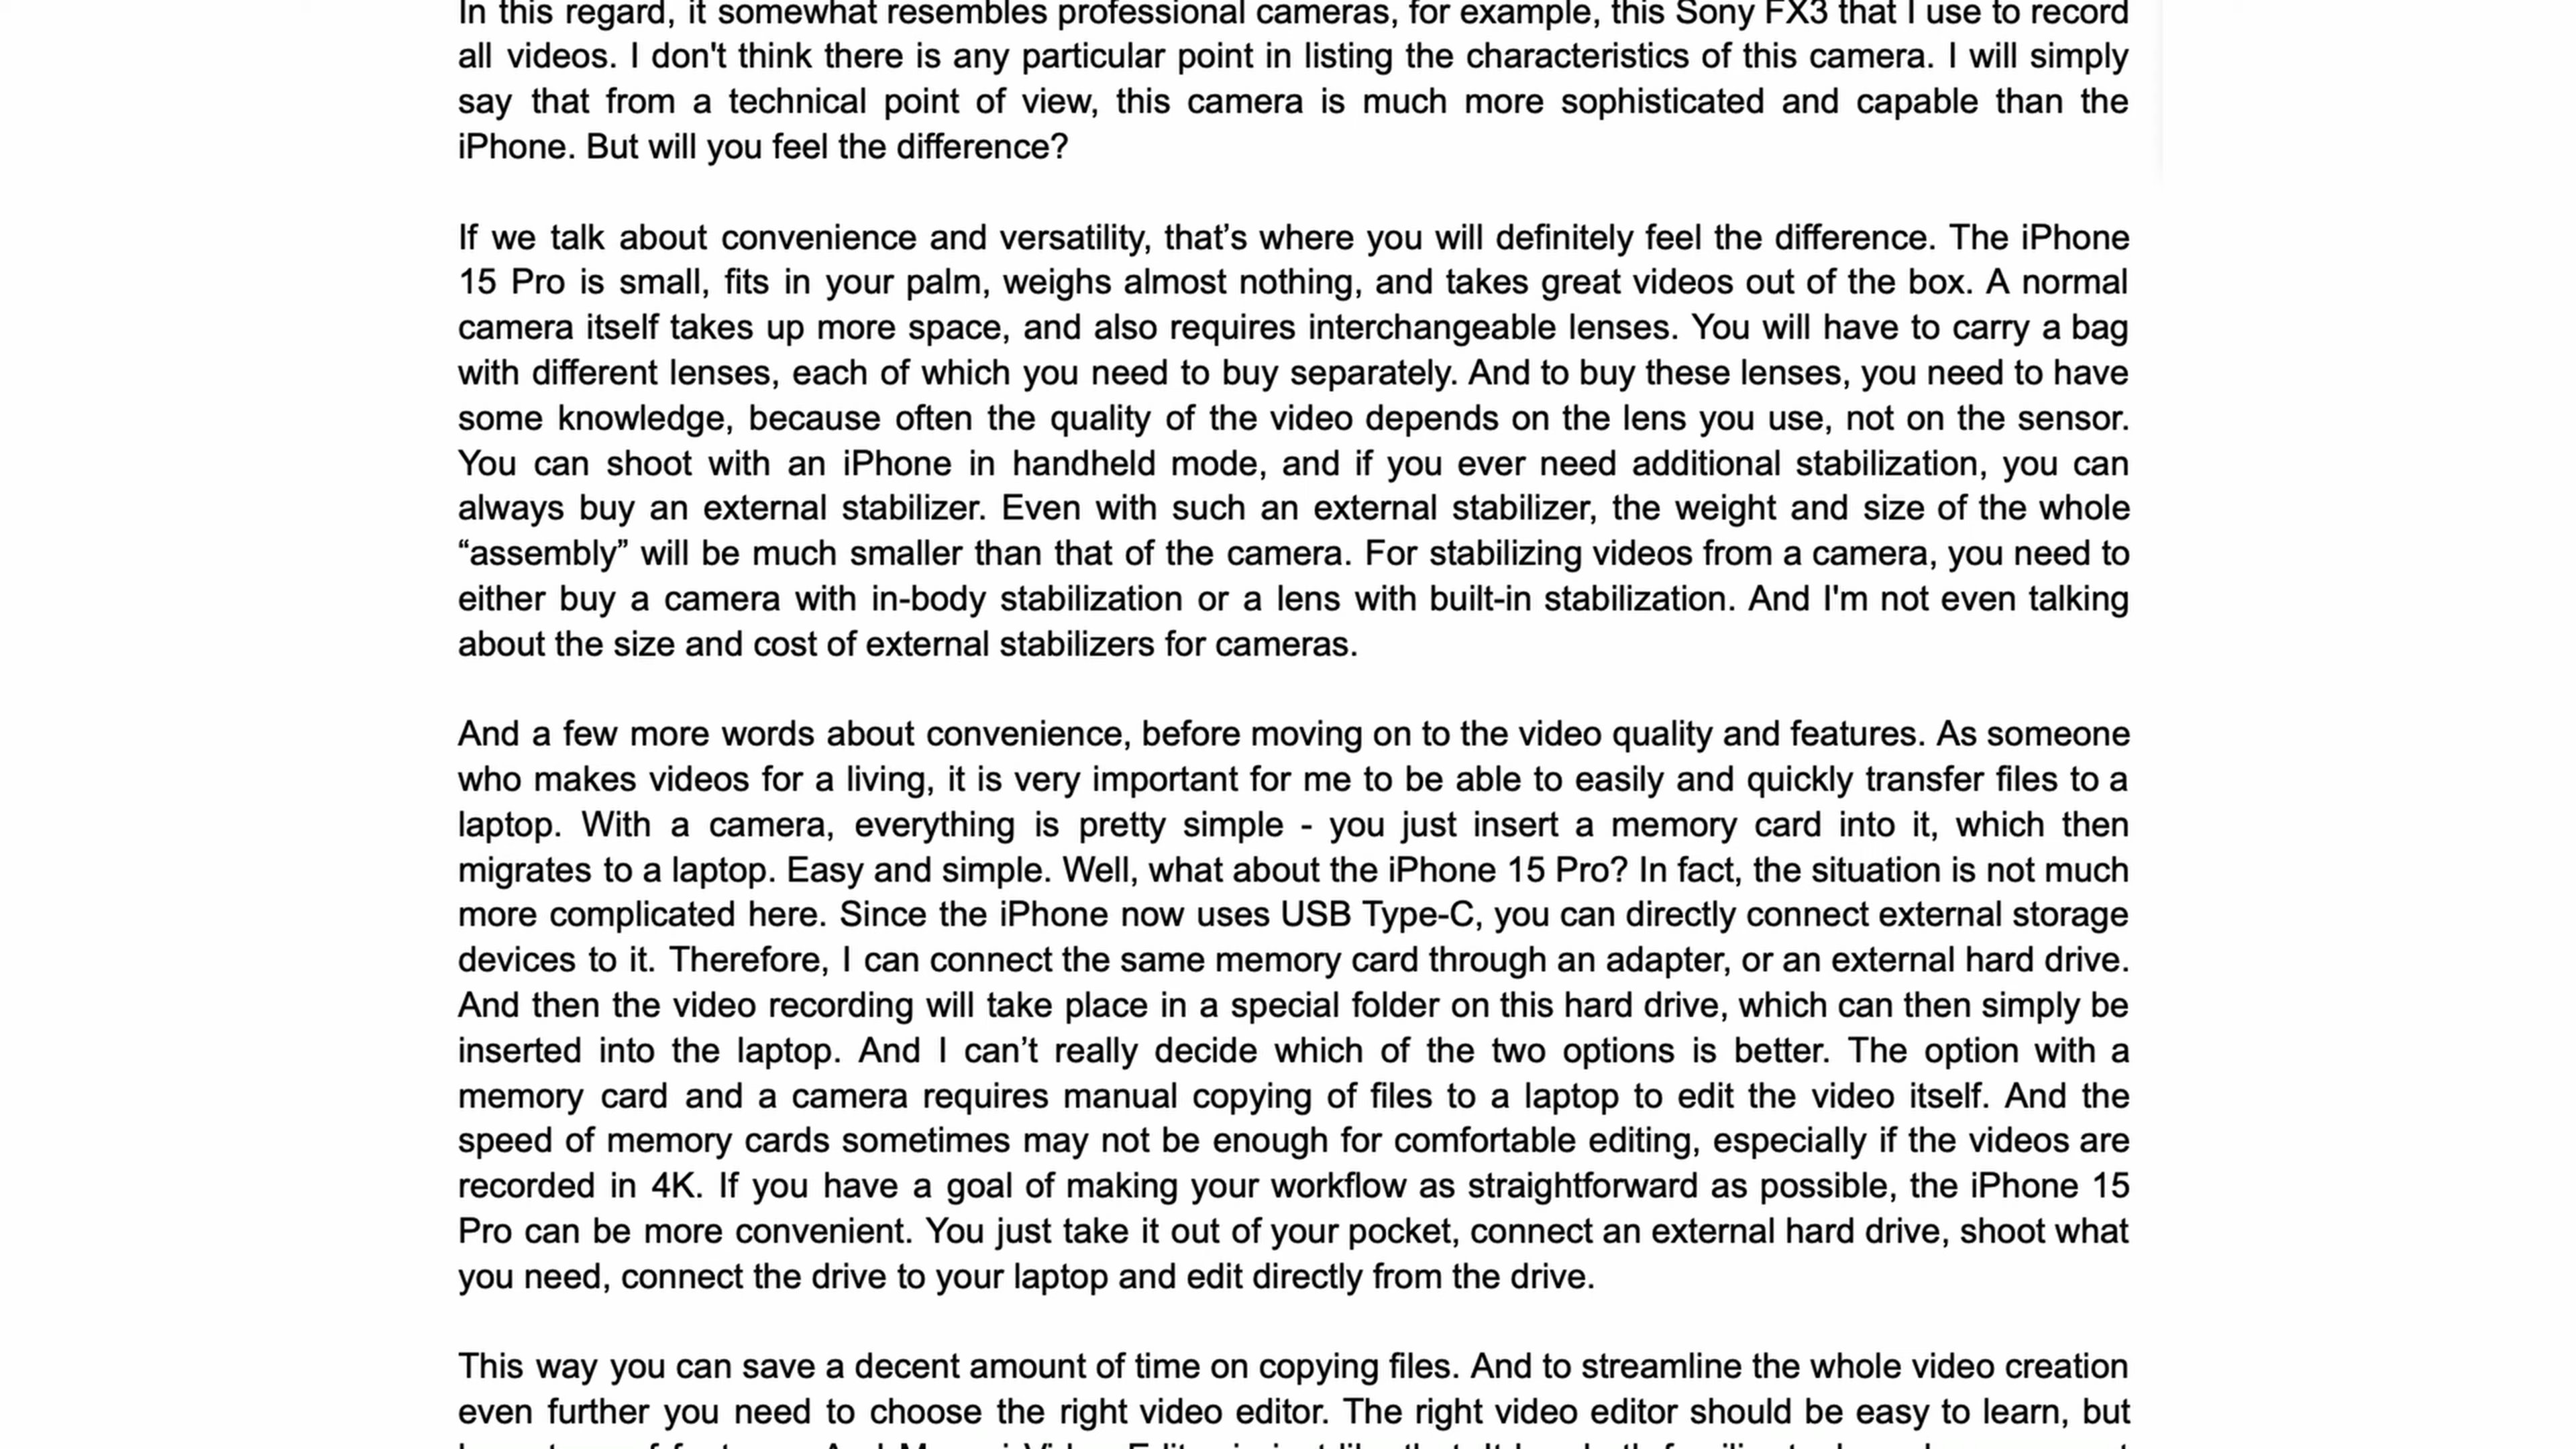 In this regard, it somewhat resembles professional cameras, for example, this Sony FX3 that I use to record
all videos. I don't think there is any particular point in listing the characteristics of this camera. I will simply
say that from a technical point of view, this camera is much more sophisticated and capable than the
iPhone. But will you feel the difference?
If we talk about convenience and versatility, that’s where you will definitely feel the difference. The iPhone
15 Pro is small, fits in your palm, weighs almost nothing, and takes great videos out of the box. A normal
camera itself takes up more space, and also requires interchangeable lenses. You will have to carry a bag
with different lenses, each of which you need to buy separately. And to buy these lenses, you need to have
some knowledge, because often the quality of the video depends on the lens you use, not on the sensor.
You can shoot with an iPhone in handheld mode, and if you ever need additional stabilization, you can
always buy an external stabilizer. Even with such an external stabilizer, the weight and size of the whole
“assembly” will be much smaller than that of the camera. For stabilizing videos from a camera, you need to
either buy a camera with in-body stabilization or a lens with built-in stabilization. And I'm not even talking
about the size and cost of external stabilizers for cameras.
And a few more words about convenience, before moving on to the video quality and features. As someone
who makes videos for a living, it is very important for me to be able to easily and quickly transfer files to a
laptop. With a camera, everything is pretty simple - you just insert a memory card into it, which then
migrates to a laptop. Easy and simple. Well, what about the iPhone 15 Pro? In fact, the situation is not much
more complicated here. Since the iPhone now uses USB Type-C, you can directly connect external storage
devices to it. Therefore, I can connect the same memory card through an adapter, or an external hard drive.
And then the video recording will take place in a special folder on this hard drive, which can then simply be
inserted into the laptop. And I can’t really decide which of the two options is better. The option with a
memory card and a camera requires manual copying of files to a laptop to edit the video itself. And the
speed of memory cards sometimes may not be enough for comfortable editing, especially if the videos are
recorded in 4K. If you have a goal of making your workflow as straightforward as possible, the iPhone 15
Pro can be more convenient. You just take it out of your pocket, connect an external hard drive, shoot what
you need, connect the drive to your laptop and edit directly from the drive.
This way you can save a decent amount of time on copying files. And to streamline the whole video creation
even further you need to choose the right video editor. The right video editor should be easy to learn, but